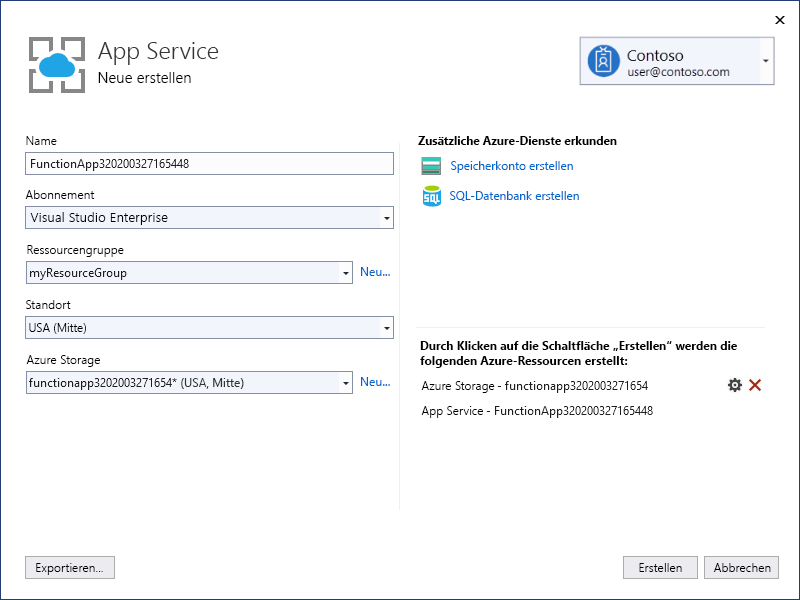 App Service
Neue erstellen
Contoso
user@contoso.com
Name
FunctionApp320200327165448
Abonnement
Visual Studio Enterprise
Ressourcengruppe
myResourceGroup
Neu...
Standort
USA (Mitte)
Azure Storage
functionapp3202003271654* (USA, Mitte)
Neu...
Zusätzliche Azure-Dienste erkunden
Speicherkonto erstellen
SQL
SQL-Datenbank erstellen
Durch Klicken auf die Schaltfläche „Erstellen“ werden die
folgenden Azure-Ressourcen erstellt:
Azure Storage - functionapp3202003271654
App Service - FunctionApp320200327165448
Exportieren...
Erstellen
Abbrechen